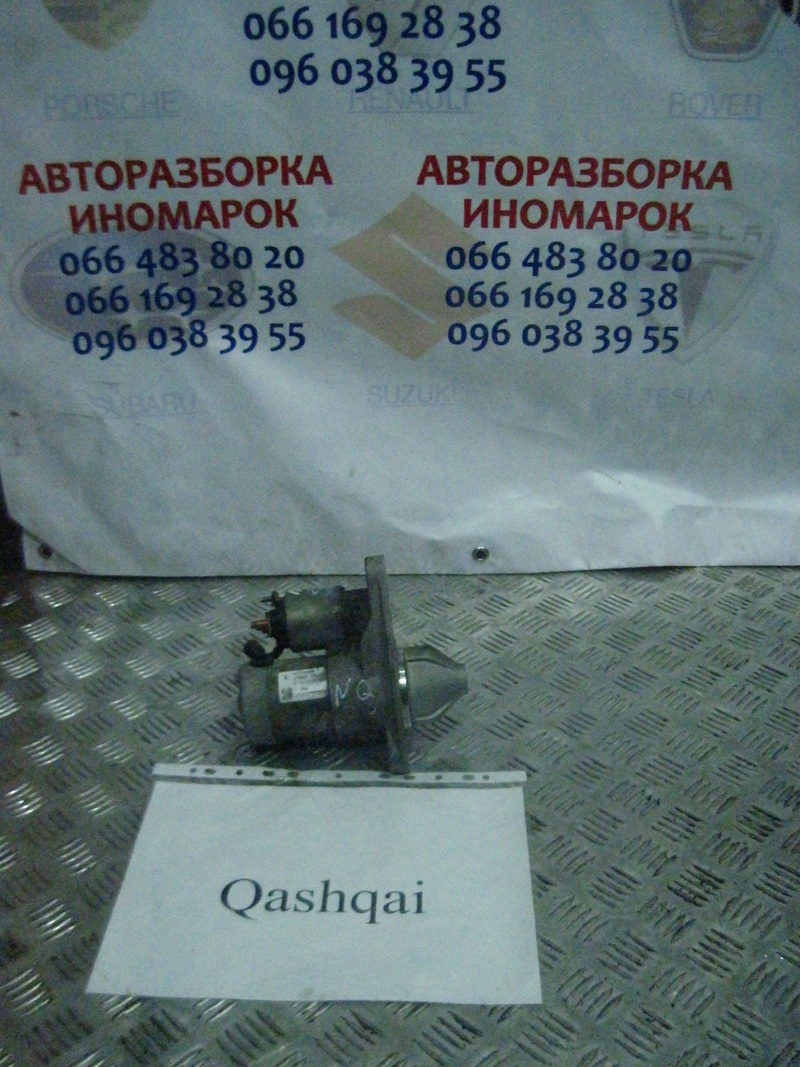 066 169 28 38
096 038 39 55
PORSCHE RENAULT ROVER
АВТОРАЗБОРКА
ИНОМАРОК
066 483 80 20
066 169 28 38
096 038 39 55
АВТОРАЗБОРКА
ИНОМАРОК
066 483 80 20
066 169 28 38
096 038 39 55
TESLA
SUBARU SUZUKI TESLA
NQ
Qashqai